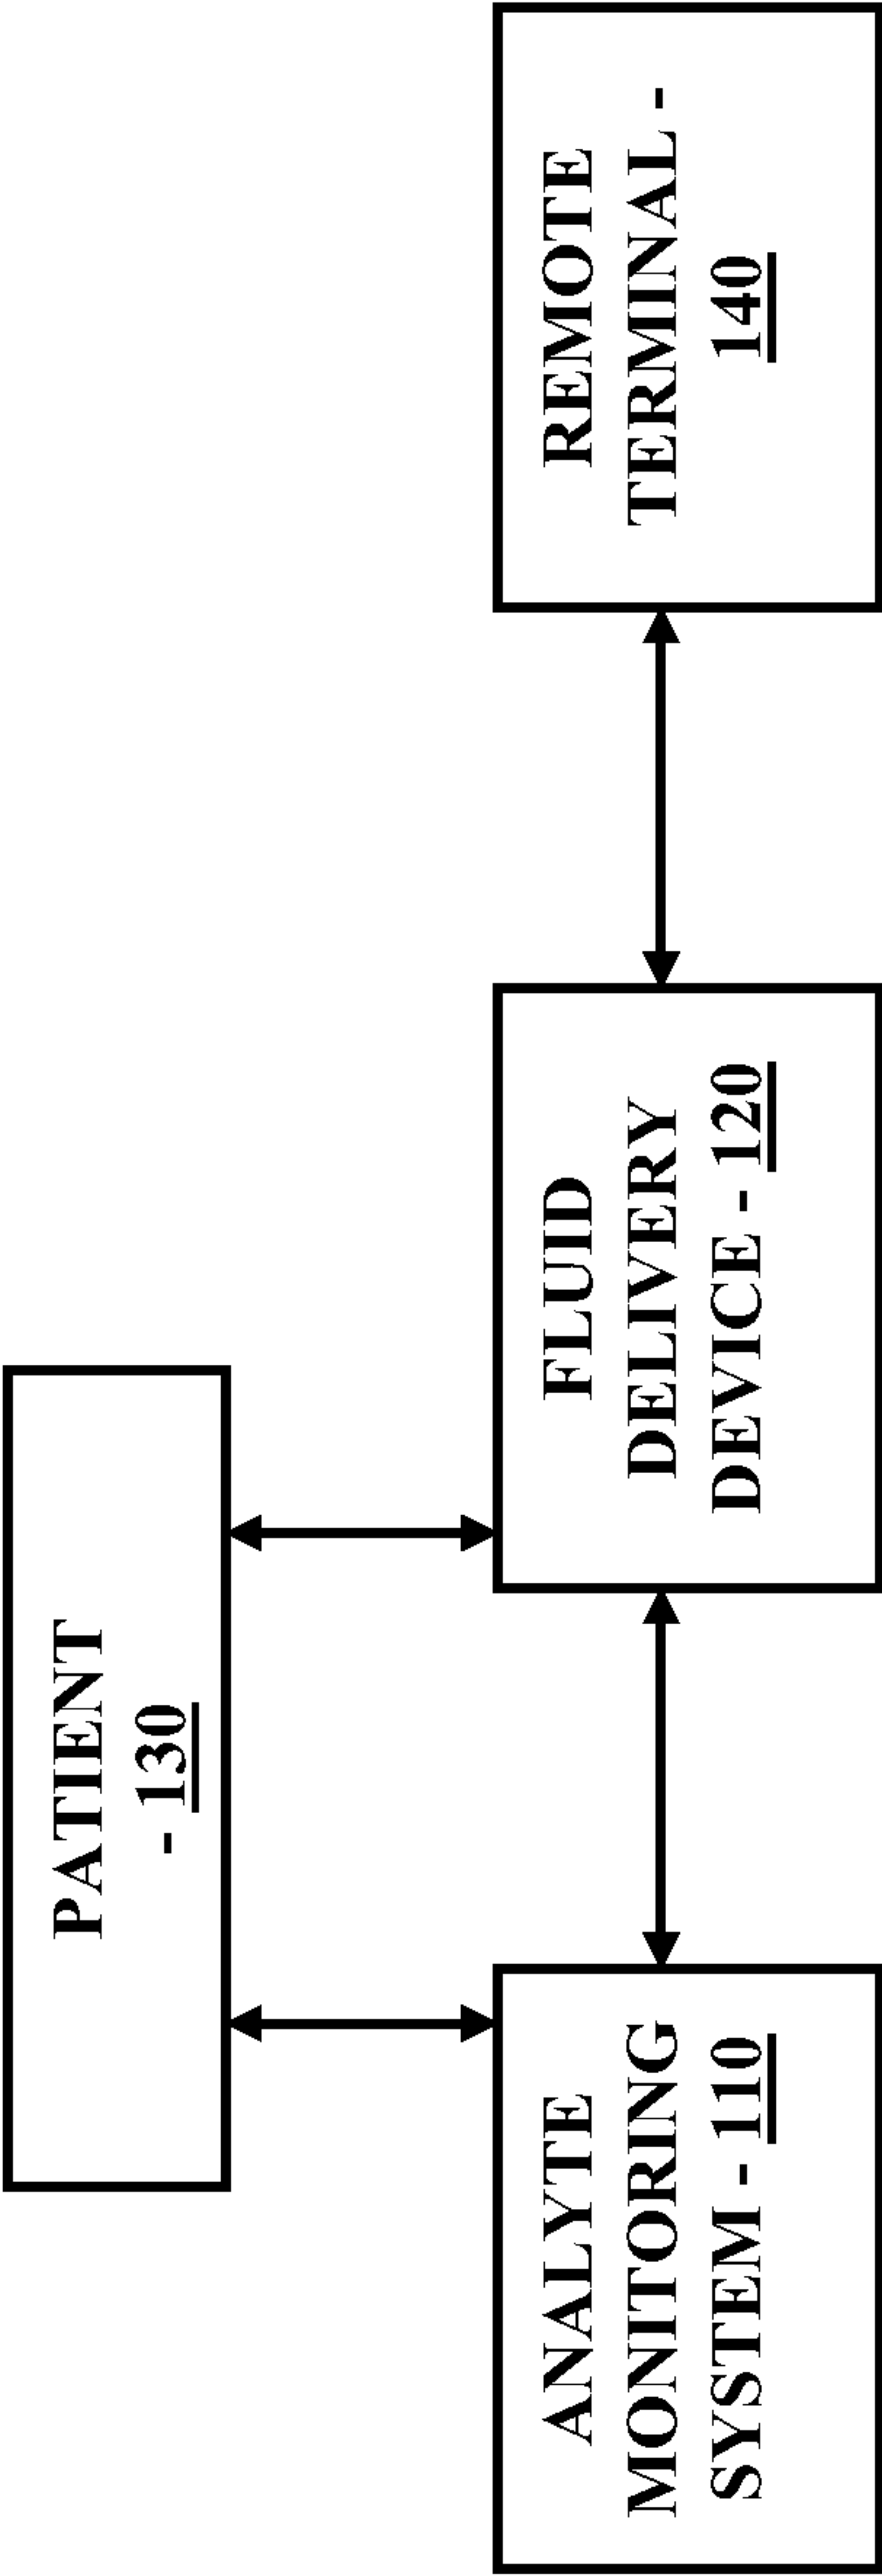 PATIENT
- 130
ANALYTE
MONITORING
SYSTEM - 110
FLUID
DELIVERY
DEVICE - 120
REMOTE
TERMINAL -
140